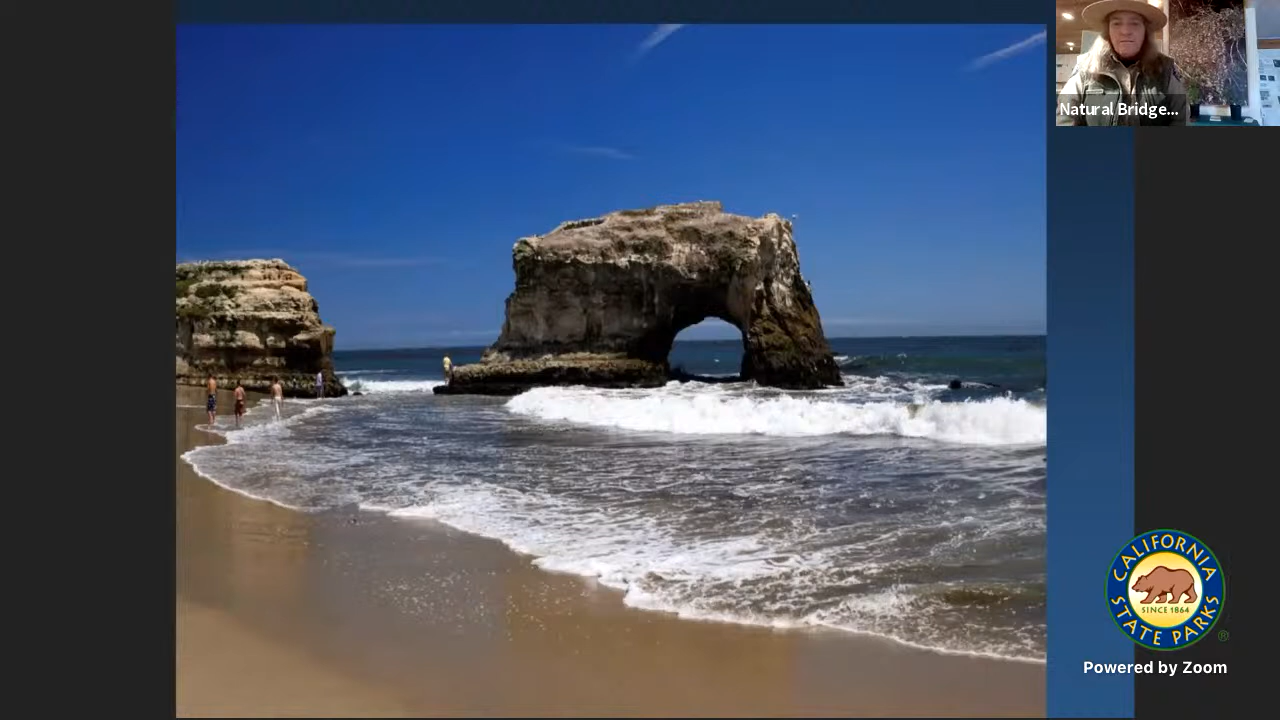 Natural Bridge...
CALIFORNIA
SINCE 1864
STATE PARKS
®
Powered by Zoom